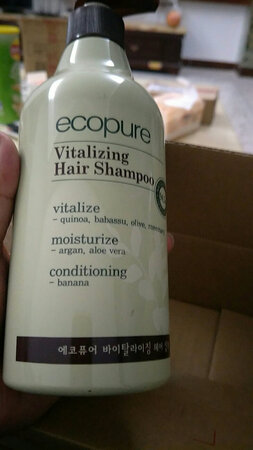 ecopure
Vitalizing
Hair Shampoo
vitalize
- quinoa, babassu, olive,
moisturize
- argan, aloe vera
conditioning
- banana
에코퓨어 바이탈라이징 헤어